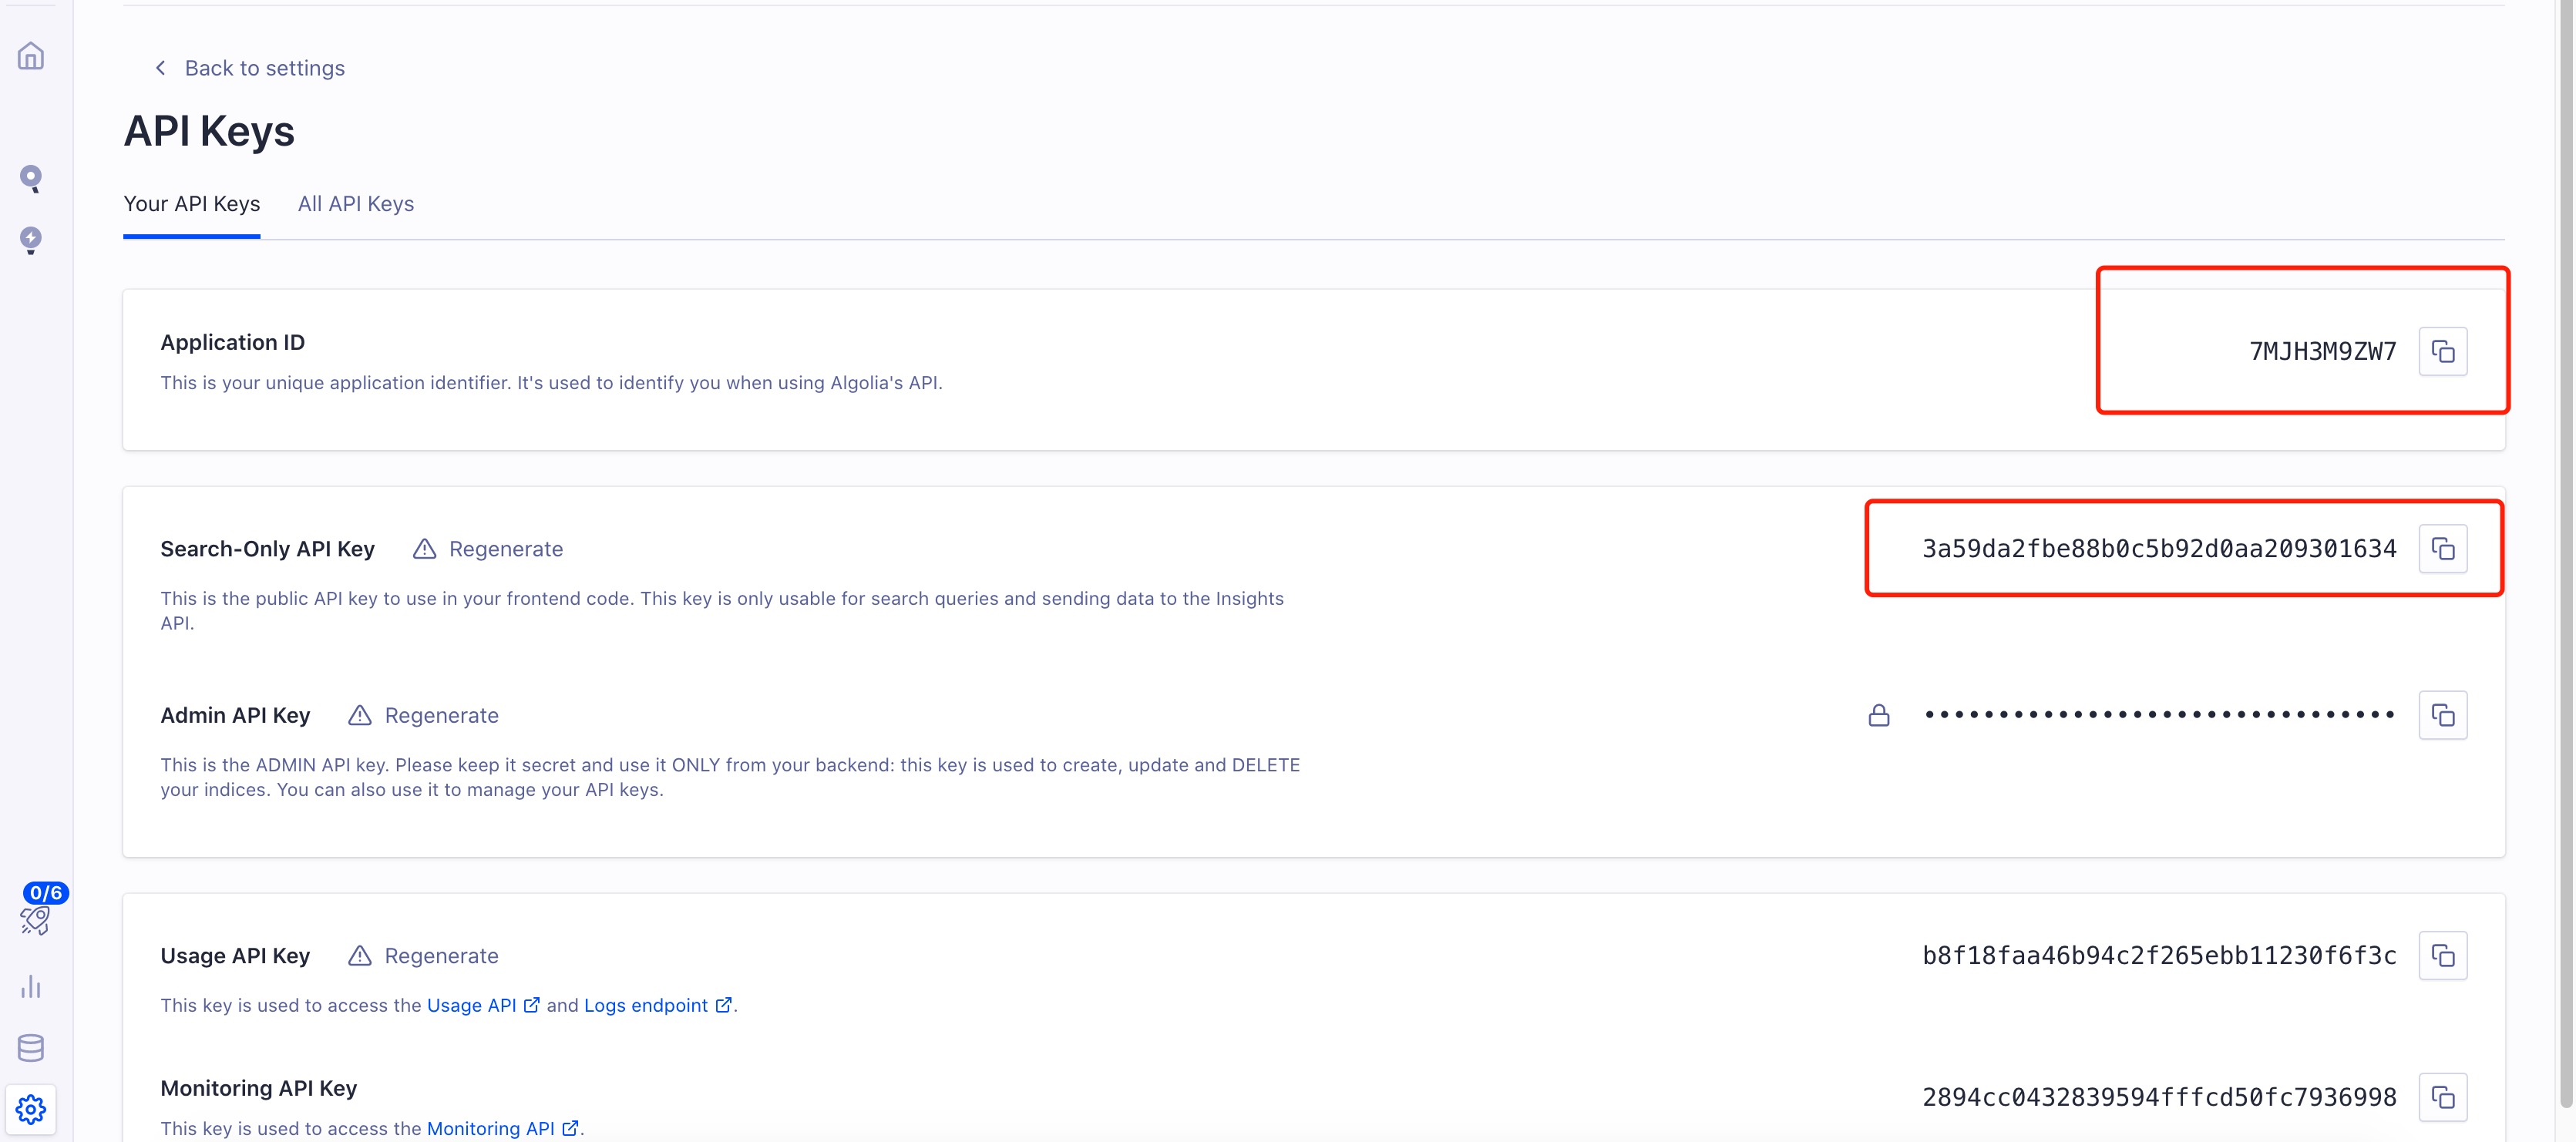 Back to settings
API Keys
Your API Keys
All API Keys
Application ID
This is your unique application identifier. It's used to identify you when using Algolia's API.
7MJH3M9ZW7
Search-Only API Key
Regenerate
3a59da2fbe88b0c5b92d0aa209301634
This is the public API key to use in your frontend code. This key is only usable for search queries and sending data to the Insights
API.
Admin API Key
Regenerate
••••••••••••••••••••••••••••••••
This is the ADMIN API key. Please keep it secret and use it ONLY from your backend: this key is used to create, update and DELETE
your indices. You can also use it to manage your API keys.
0/6
Usage API Key
Regenerate
b8f18faa46b94c2f265ebb11230f6f3c
This key is used to access the Usage API and Logs endpoint.
Monitoring API Key
2894cc0432839594fffcd50fc7936998
This key is used to access the Monitoring API.